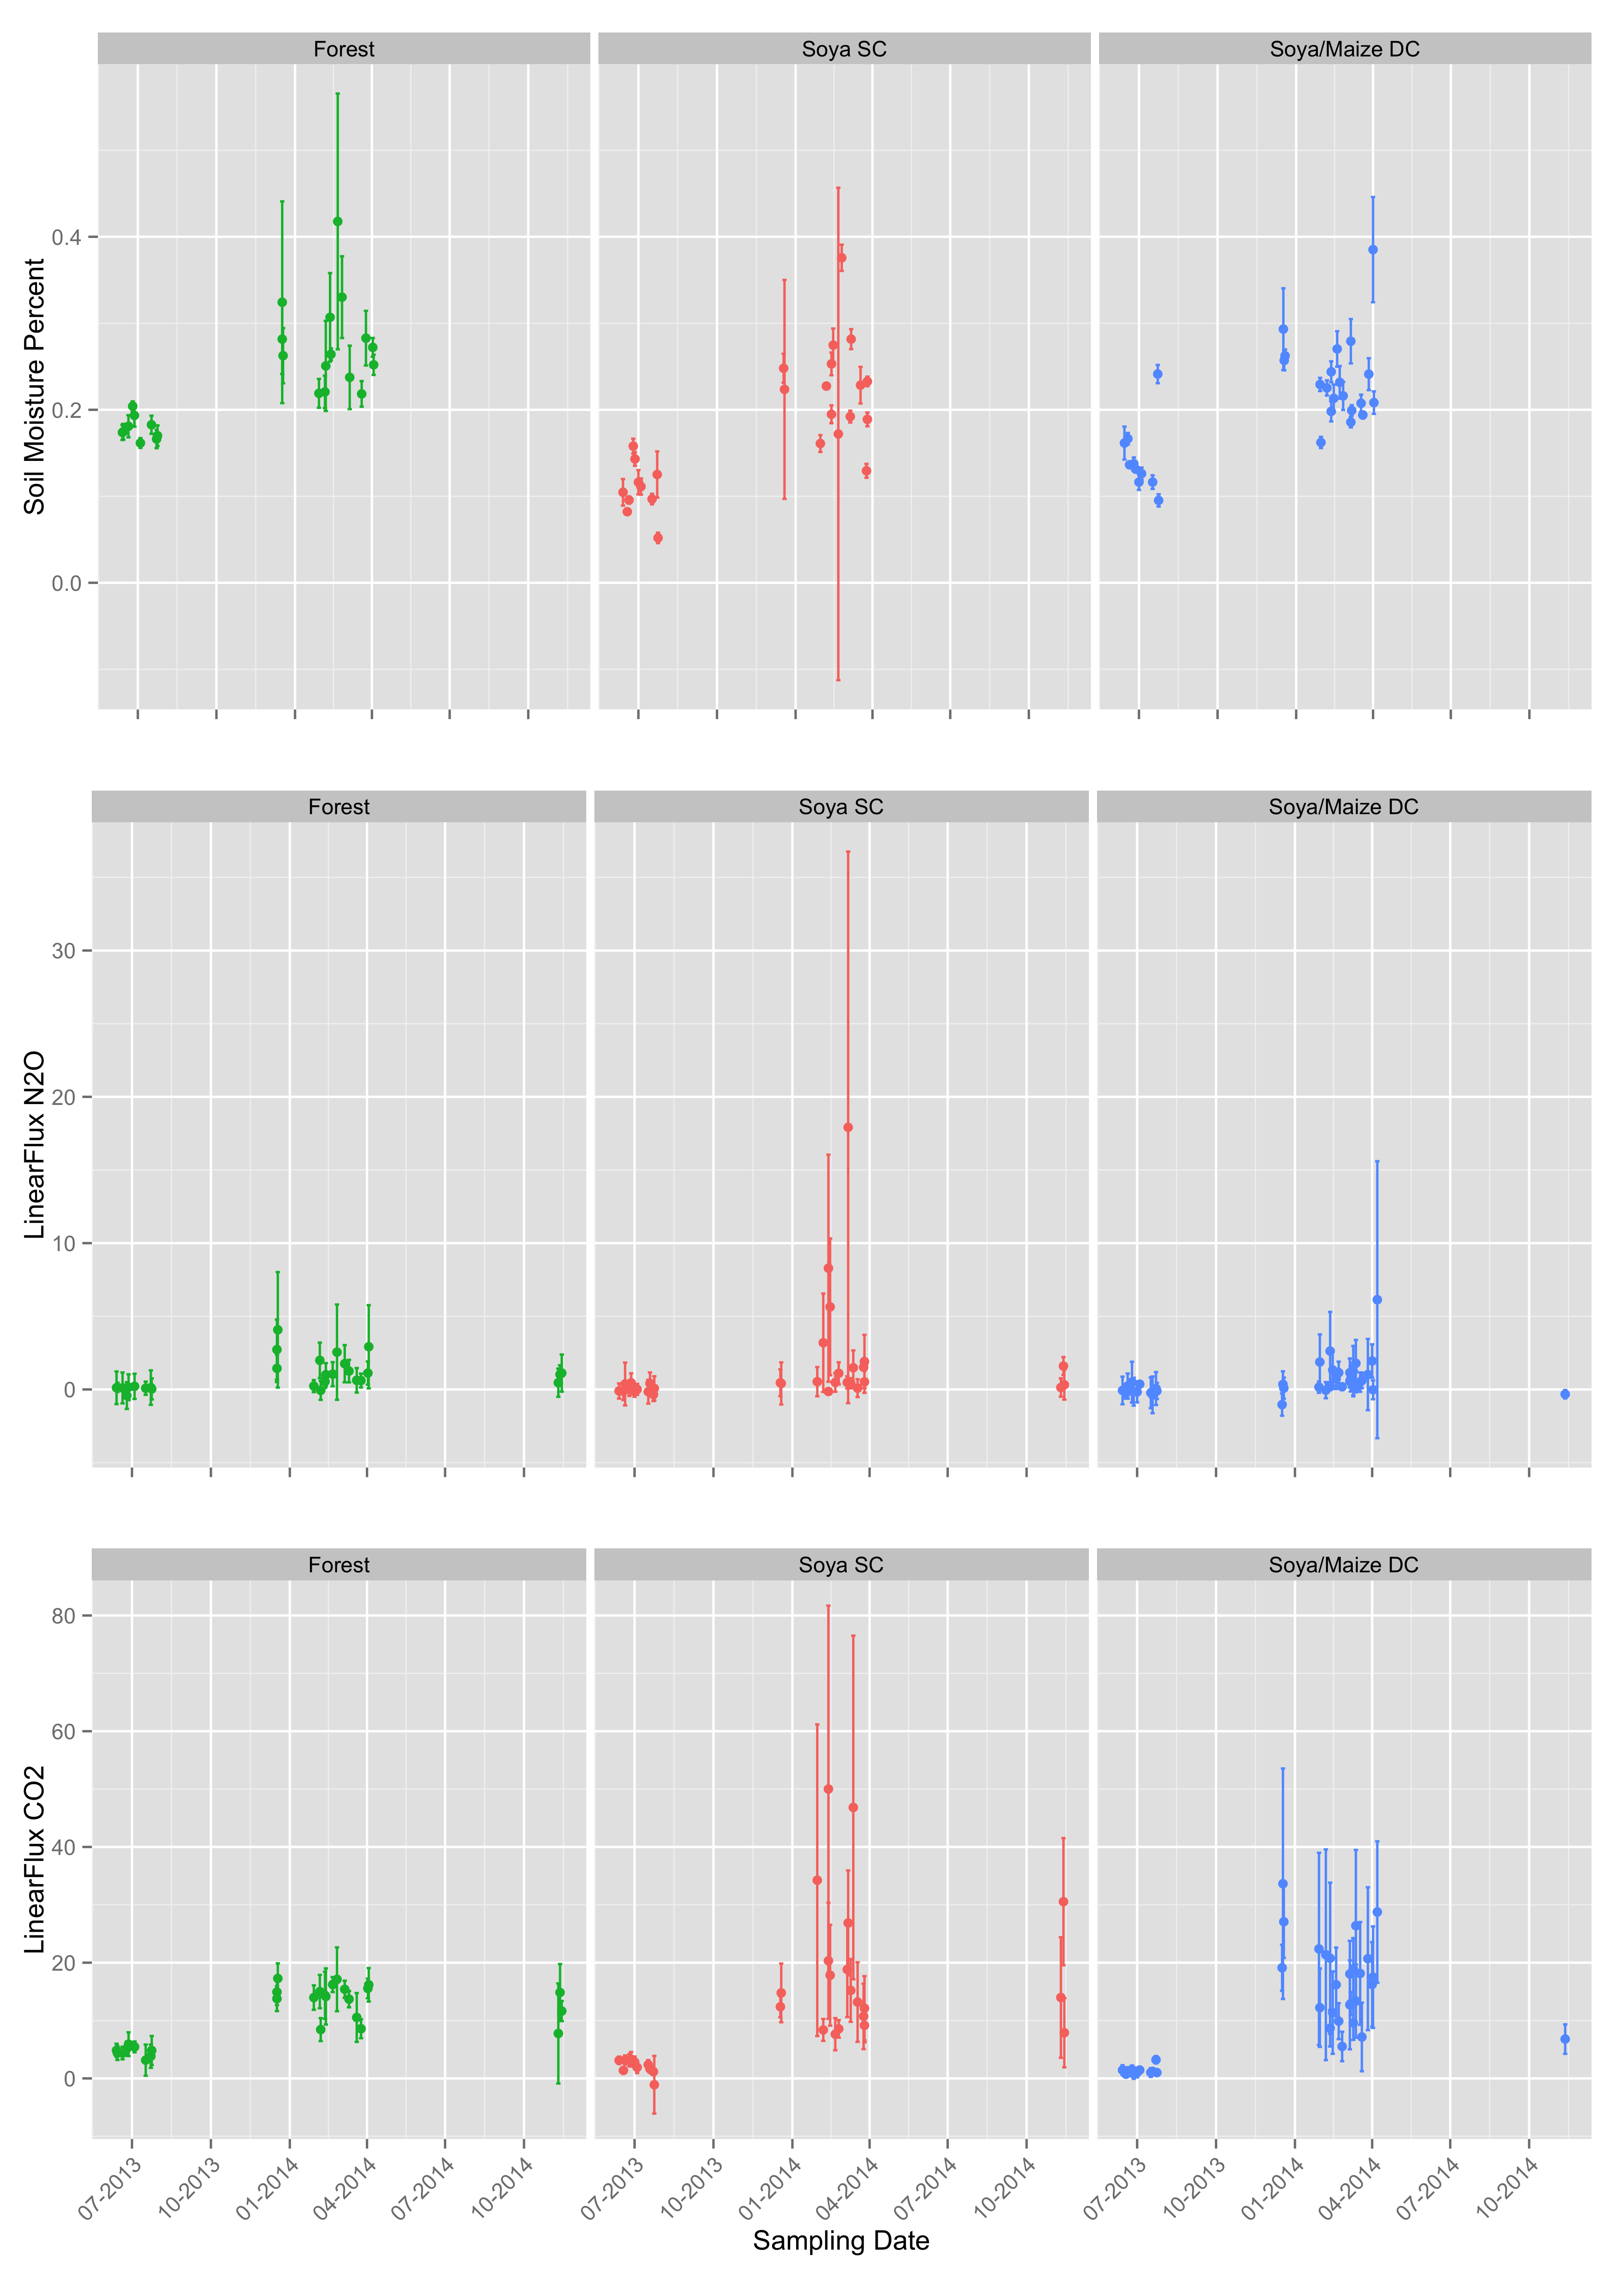 Forest Soya SC Soya/Maize DC
Soil Moisture Percent
0.4
0.2
0.0
Forest Soya SC Soya/Maize DC
LinearFlux N2O
30
20
10
0
Forest Soya SC Soya/Maize DC
LinearFlux CO2
80
60
40
20
0
07-2013 10-2013 01-2014 04-2014 07-2014 10-2014 07-2013 10-2013 01-2014 04-2014 07-2014 10-2014 07-2013 10-2013 01-2014 04-2014 07-2014 10-2014
Sampling Date